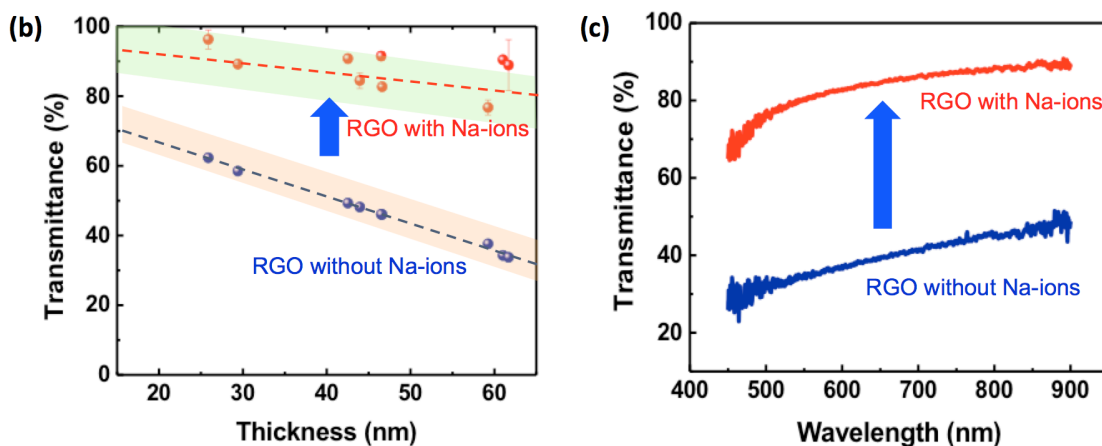 (b)
Transmittance (%)
100
80
60
40
20
0
RGO with Na-ions
RGO without Na-ions
20
30
40
50
60
Thickness (nm)
(c)
Transmittance (%)
100
80
60
40
20
RGO with Na-ions
RGO without Na-ions
400
500
600
700
800
900
Wavelength (nm)